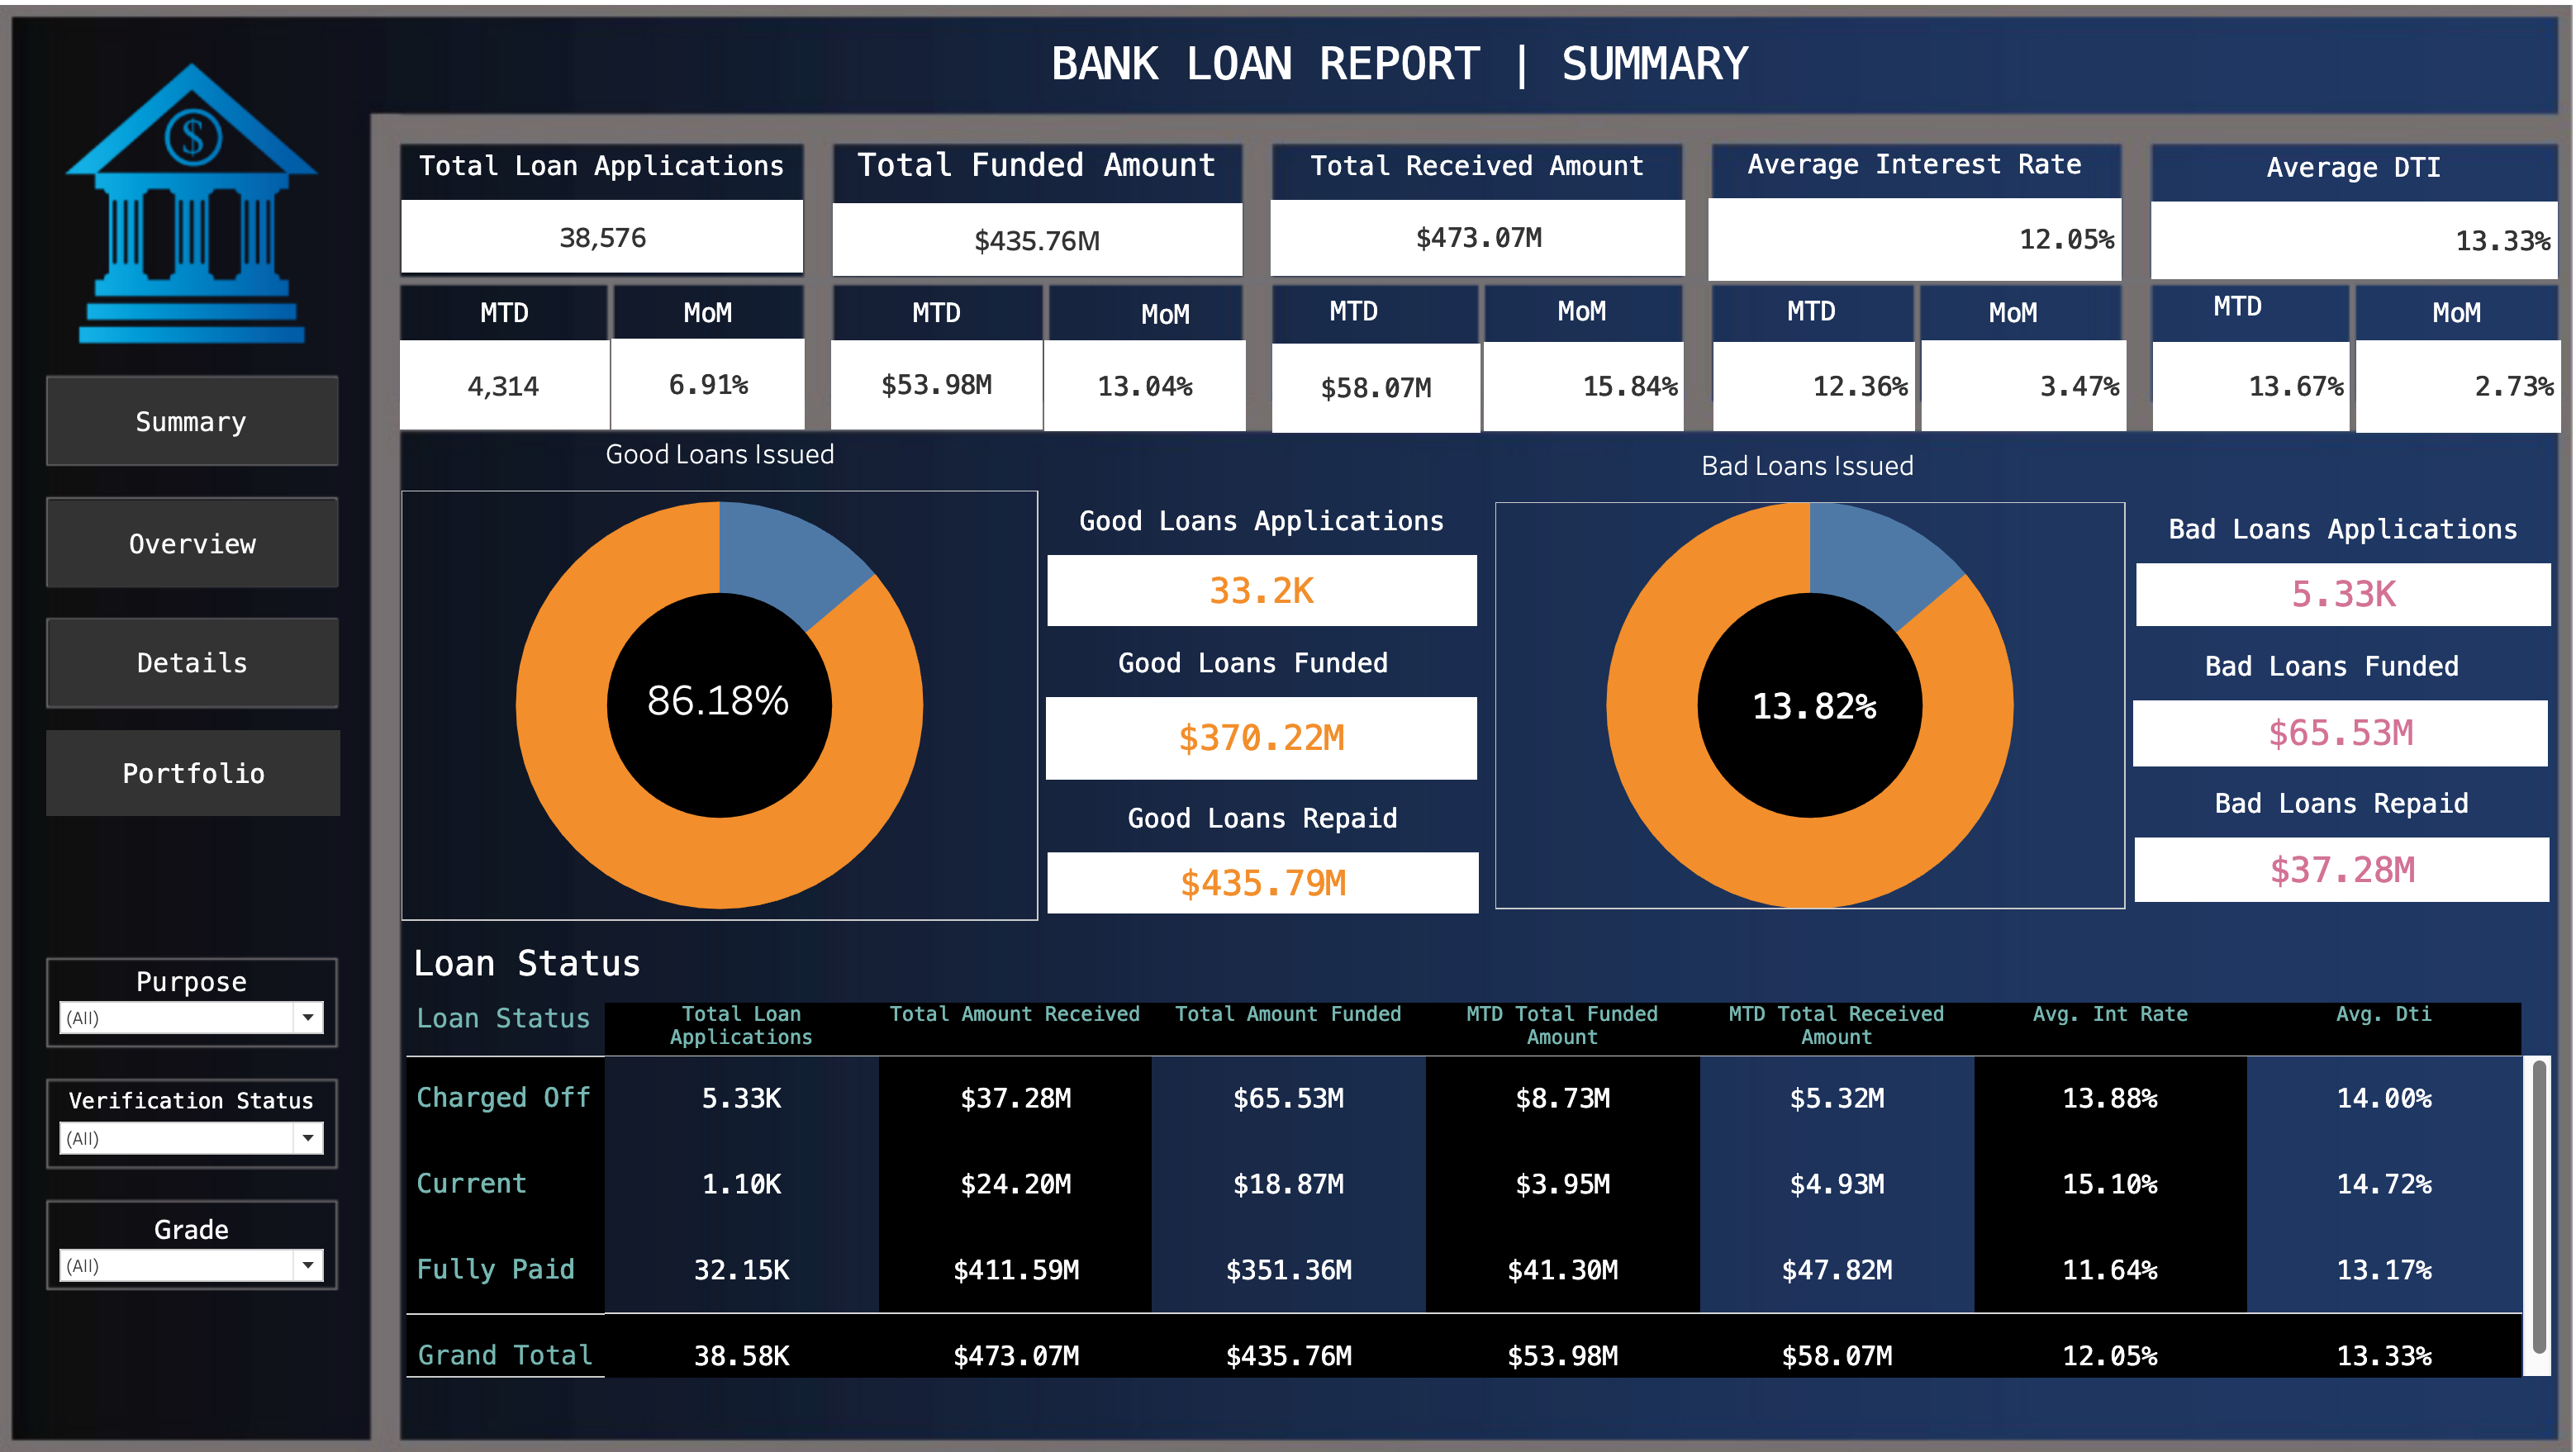 BANK LOAN REPORT | SUMMARY
$
Total Loan Applications
38,576
MTD
MoM
4,314
6.91%
Total Funded Amount
$435.76M
MTD
MoM
$53.98M
13.04%
Total Received Amount
$473.07M
MTD
MoM
$58.07M
15.84%
Average Interest Rate
12.05%
MTD
MoM
12.36%
3.47%
Average DTI
13.33%
MTD
MoM
13.67%
2.73%
Summary
Overview
Details
Portfolio
Purpose
(All)
Verification Status
(All)
Grade
(All)
Good Loans Issued
86.18%
Good Loans Applications
33.2K
Good Loans Funded
$370.22M
Good Loans Repaid
$435.79M
Bad Loans Issued
13.82%
Bad Loans Applications
5.33K
Bad Loans Funded
$65.53M
Bad Loans Repaid
$37.28M
Loan Status
Loan Status Total Loan Applications Total Amount Received Total Amount Funded MTD Total Funded Amount MTD Total Received Amount Avg. Int Rate Avg. Dti
Charged Off 5.33K $37.28M $65.53M $8.73M $5.32M 13.88% 14.00%
Current 1.10K $24.20M $18.87M $3.95M $4.93M 15.10% 14.72%
Fully Paid 32.15K $411.59M $351.36M $41.30M $47.82M 11.64% 13.17%
Grand Total 38.58K $473.07M $435.76M $53.98M $58.07M 12.05% 13.33%